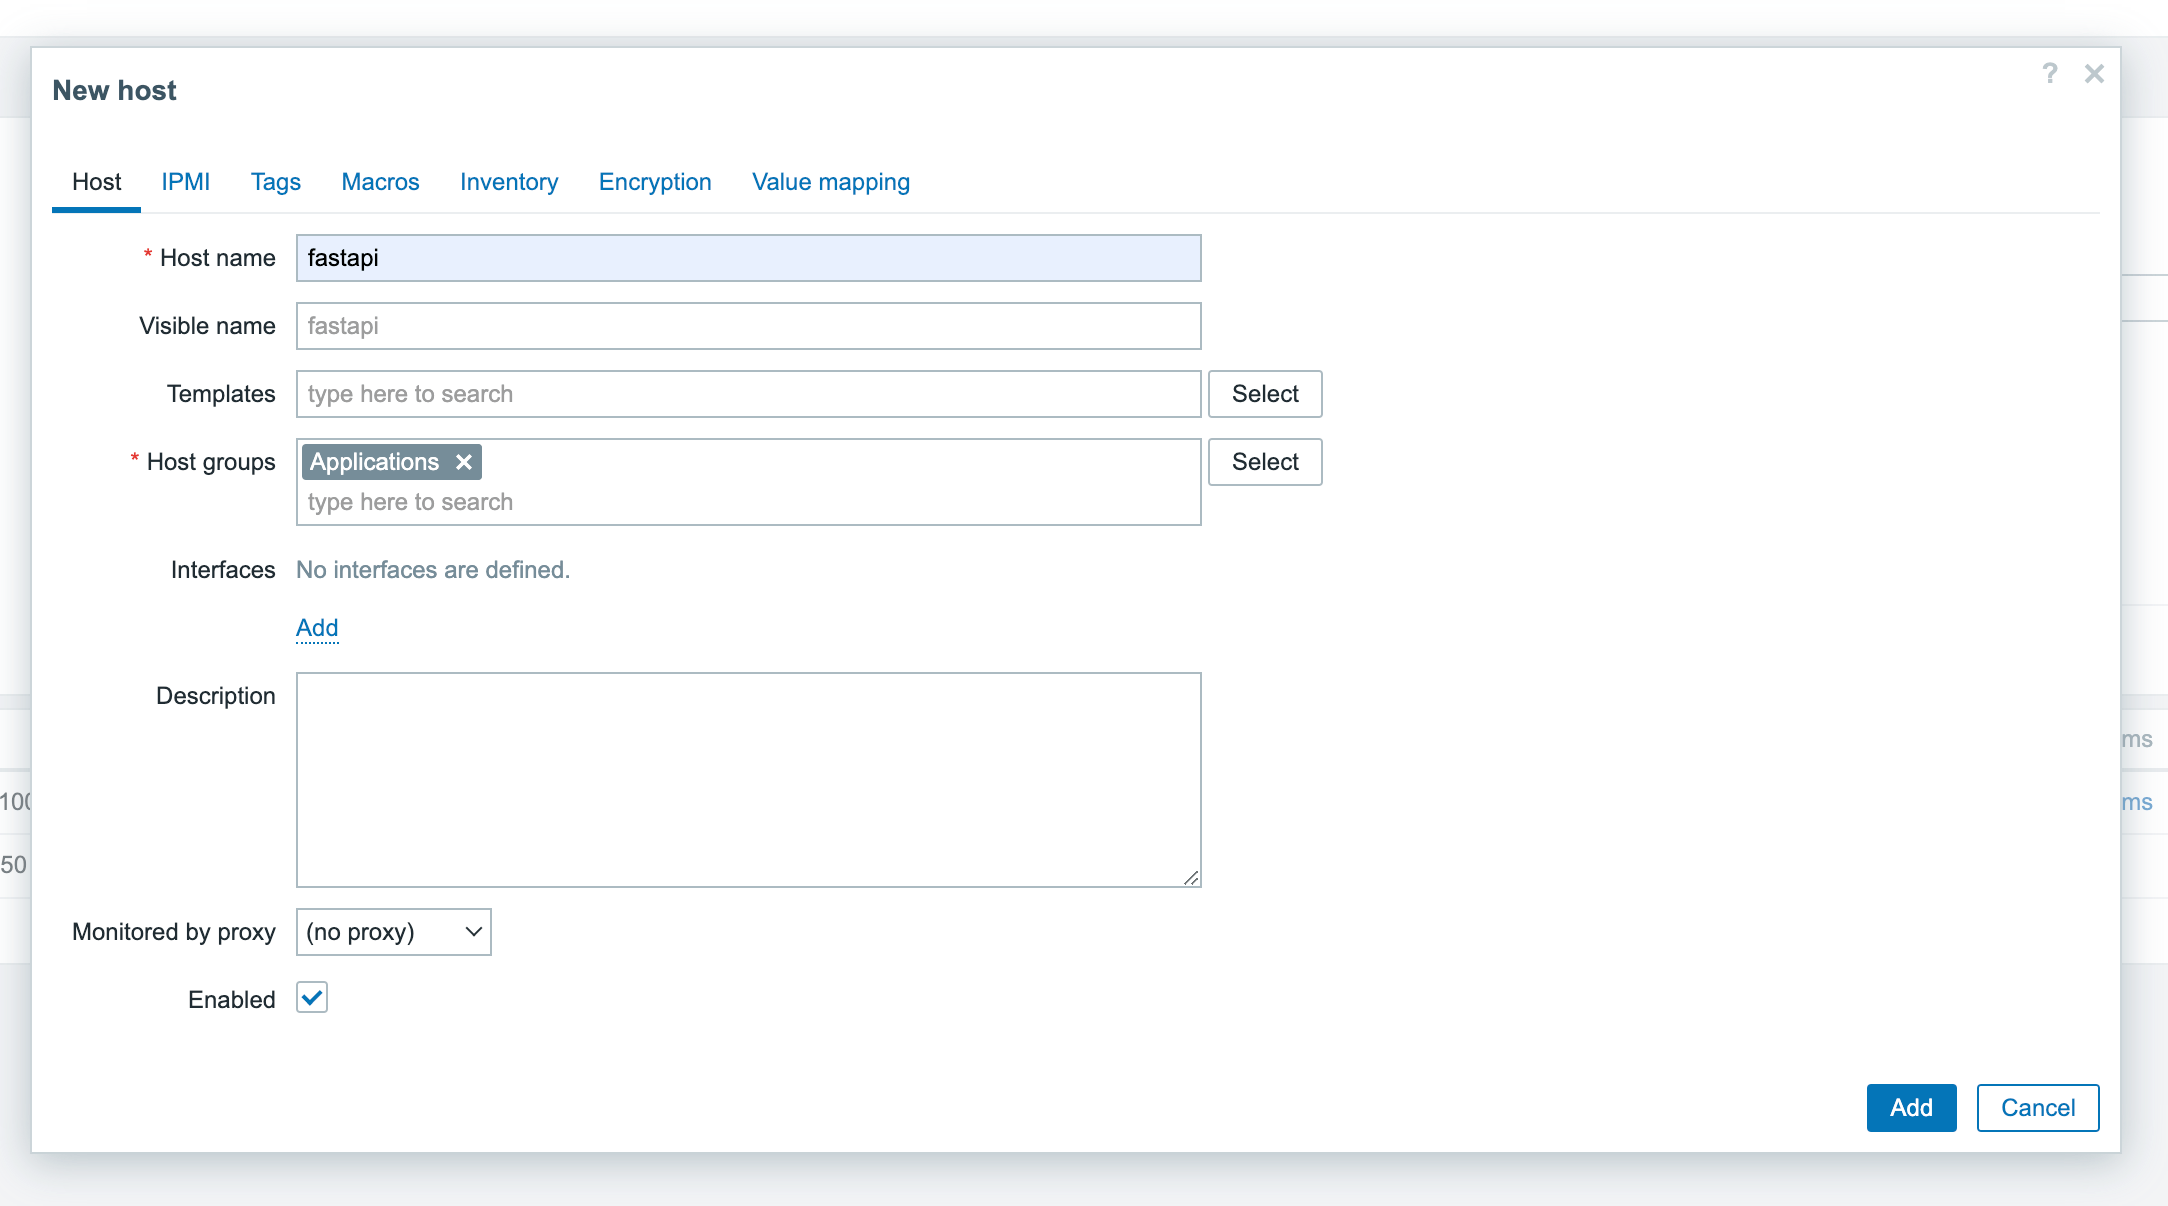 New host
? ×
Host IPMI Tags Macros Inventory Encryption Value mapping
* Host name fastapi
Visible name fastapi
Templates type here to search Select
* Host groups Applications × Select
type here to search
Interfaces No interfaces are defined.
Add
Description
ms
100 ms
50
Monitored by proxy (no proxy)
Enabled
Add Cancel